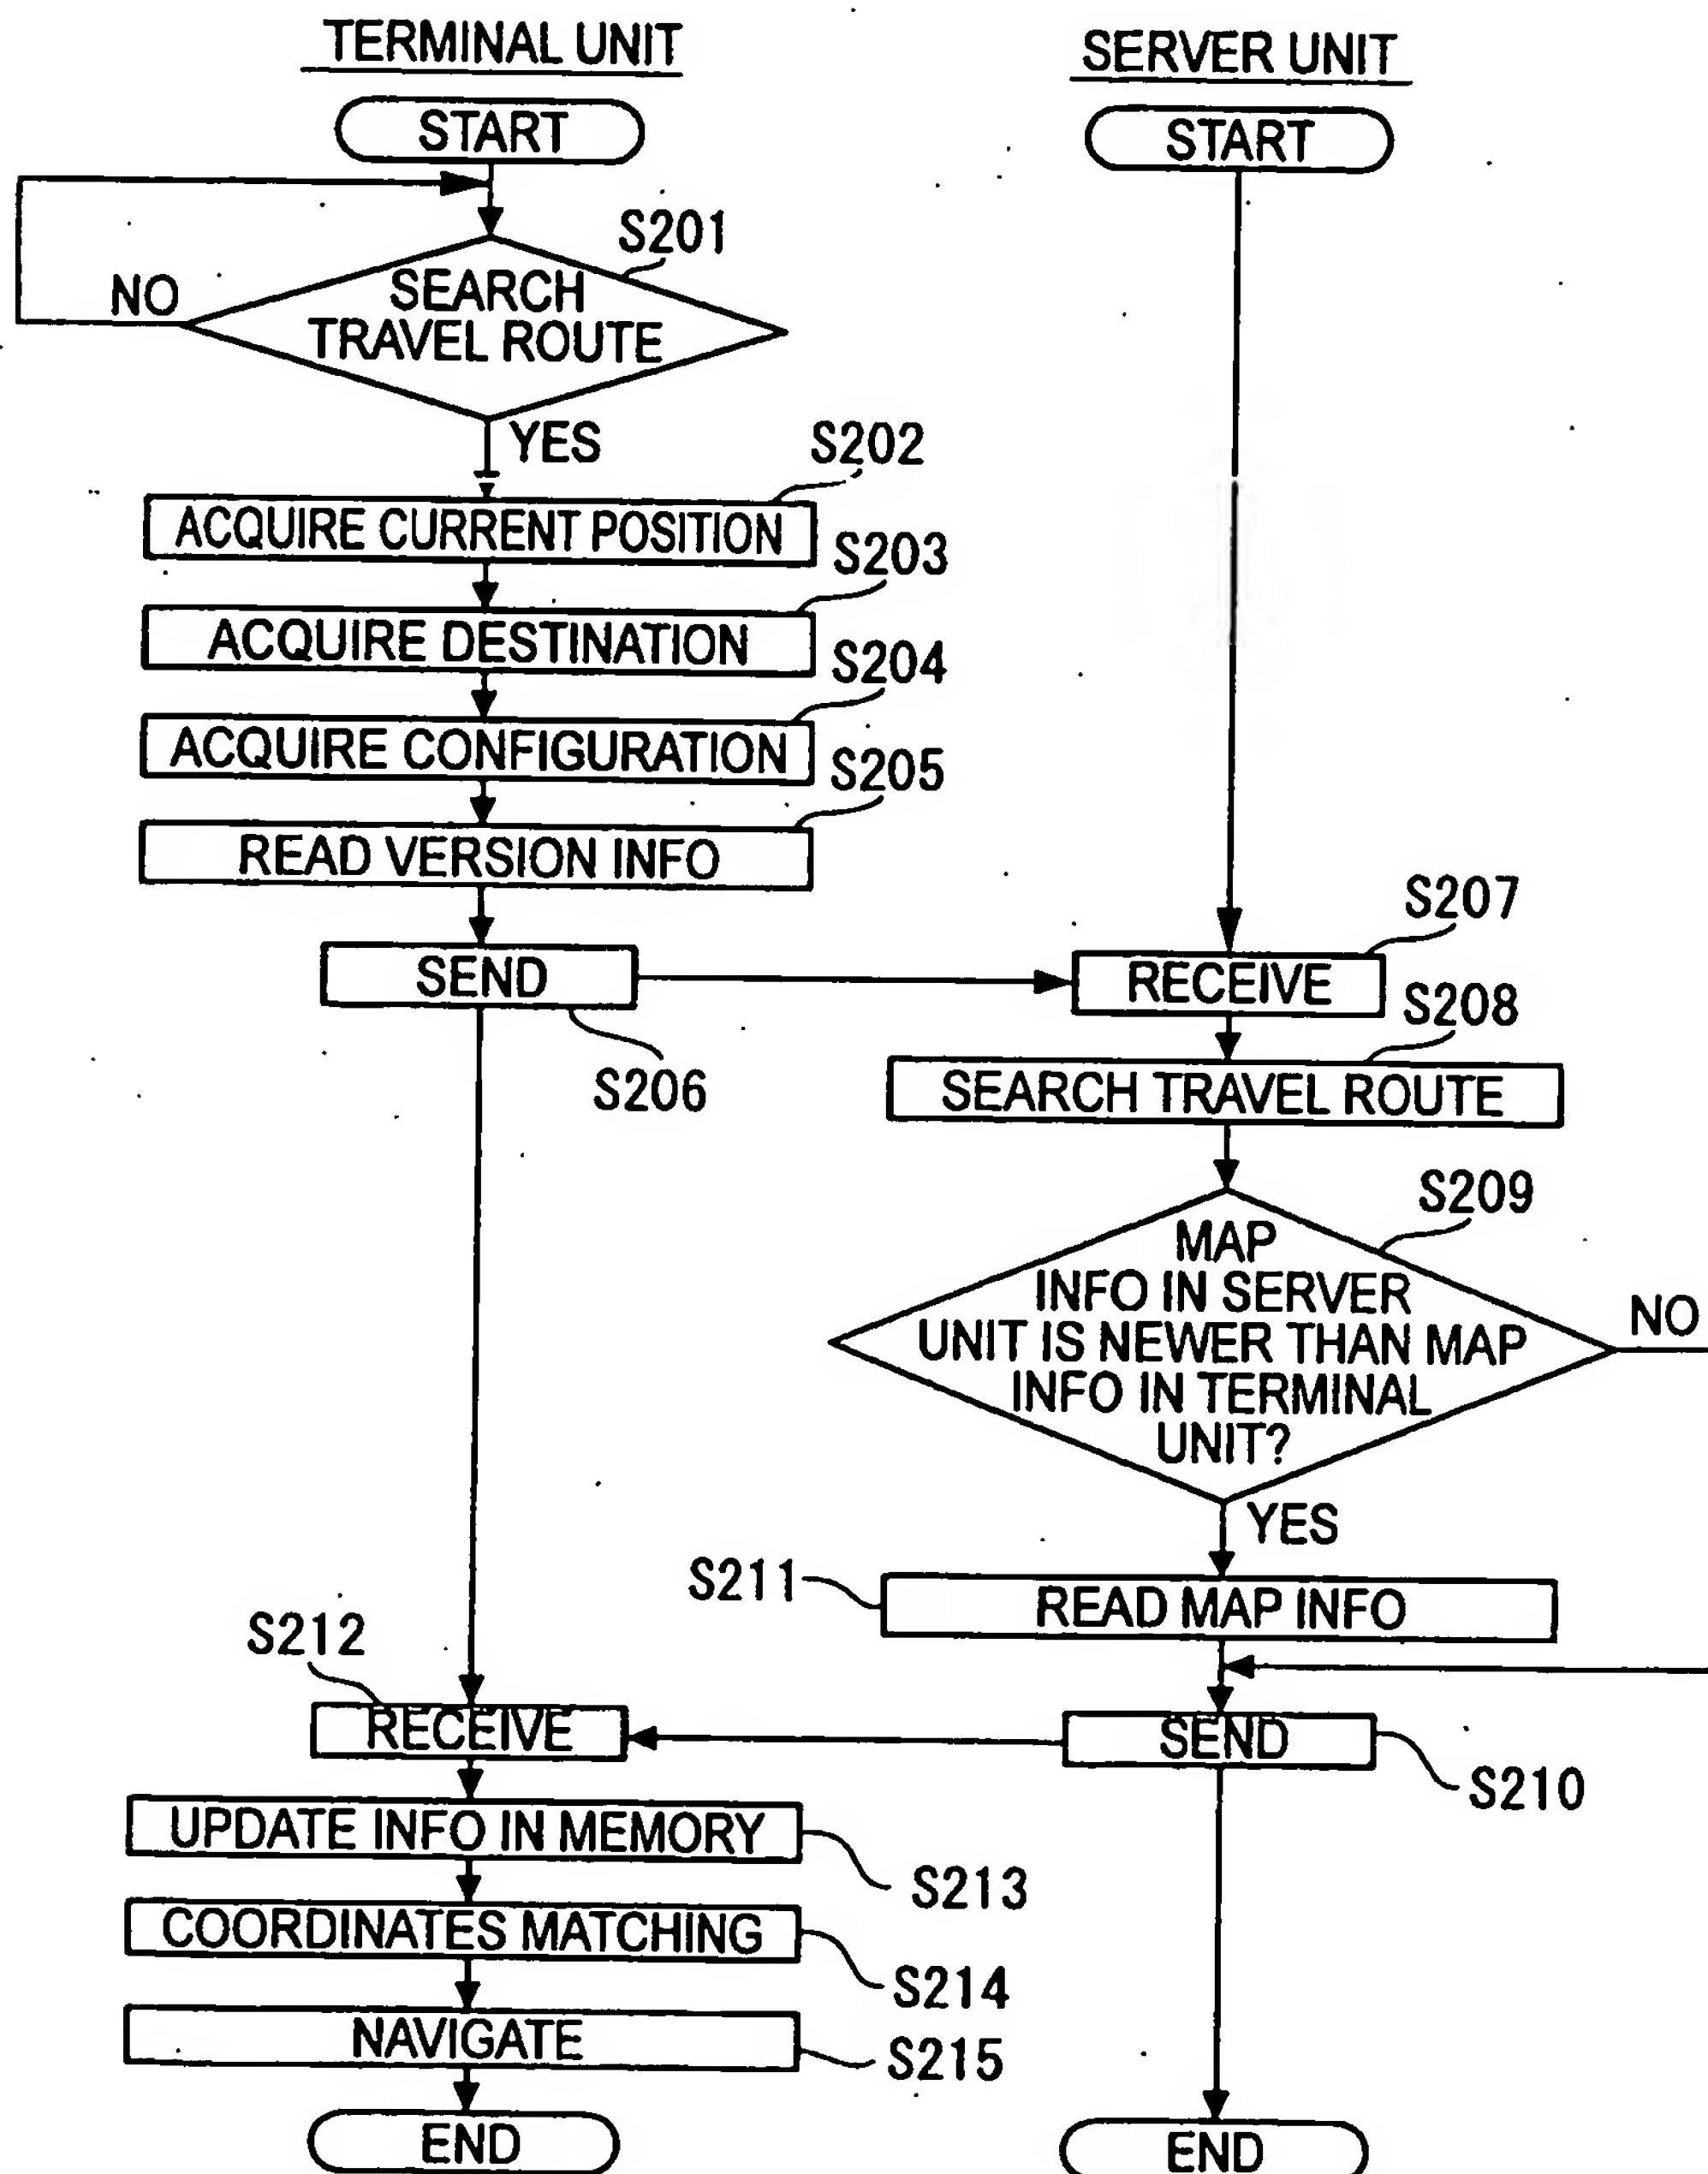 TERMINAL UNIT
SERVER UNIT
START
START
S201
NO
SEARCH
TRAVEL ROUTE
YES
S202
ACQUIRE CURRENT POSITION
S203
ACQUIRE DESTINATION
S204
ACQUIRE CONFIGURATION
S205
READ VERSION INFO
S207
SEND
RECEIVE
S208
S206
SEARCH TRAVEL ROUTE
S209
MAP
INFO IN SERVER
UNIT IS NEWER THAN MAP
INFO IN TERMINAL
UNIT?
NO
YES
S211
READ MAP INFO
S212
RECEIVE
SEND
S210
UPDATE INFO IN MEMORY
S213
COORDINATES MATCHING
S214
NAVIGATE
S215
END
END